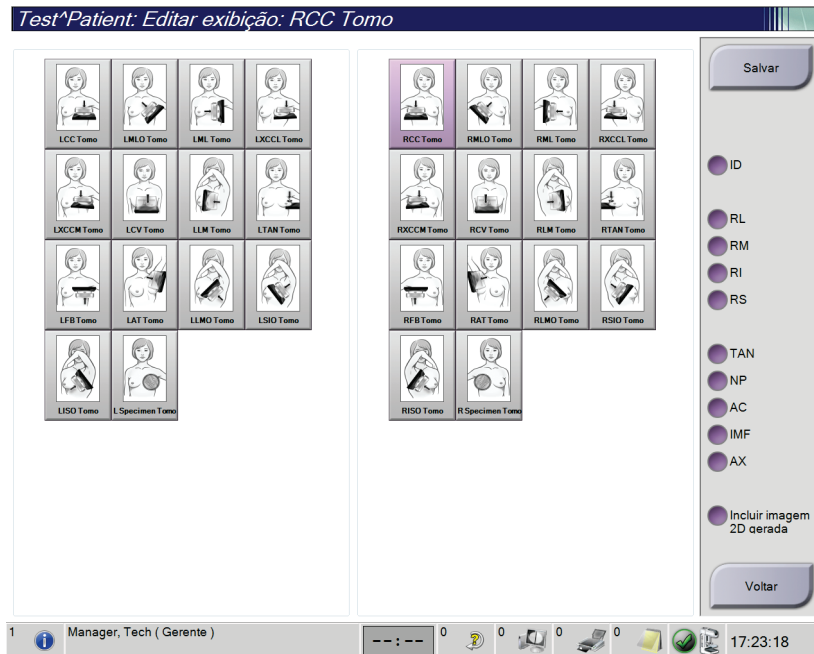 Test^Patient: Editar exibição: RCC Tomo
LCC Tomo
LMLO Tomo
LML Tomo
LXCCL Tomo
LXCCM Tomo
LCV Tomo
LLM Tomo
LTAN Tomo
LFB Tomo
LAT Tomo
LLMO Tomo
LSIO Tomo
LISO Tomo
L Specimen Tomo
RCC Tomo
RMLO Tomo
RML Tomo
RXCCL Tomo
RXCCM Tomo
RCV Tomo
RLM Tomo
RTAN Tomo
RFB Tomo
RAT Tomo
RLMO Tomo
RSIO Tomo
RISO Tomo
R Specimen Tomo
Salvar
ID
RL
RM
RI
RS
TAN
NP
AC
IMF
AX
Incluir imagem
2D gerada
Voltar
1
Manager, Tech ( Gerente )
--:--
0
0
0
0
17:23:18